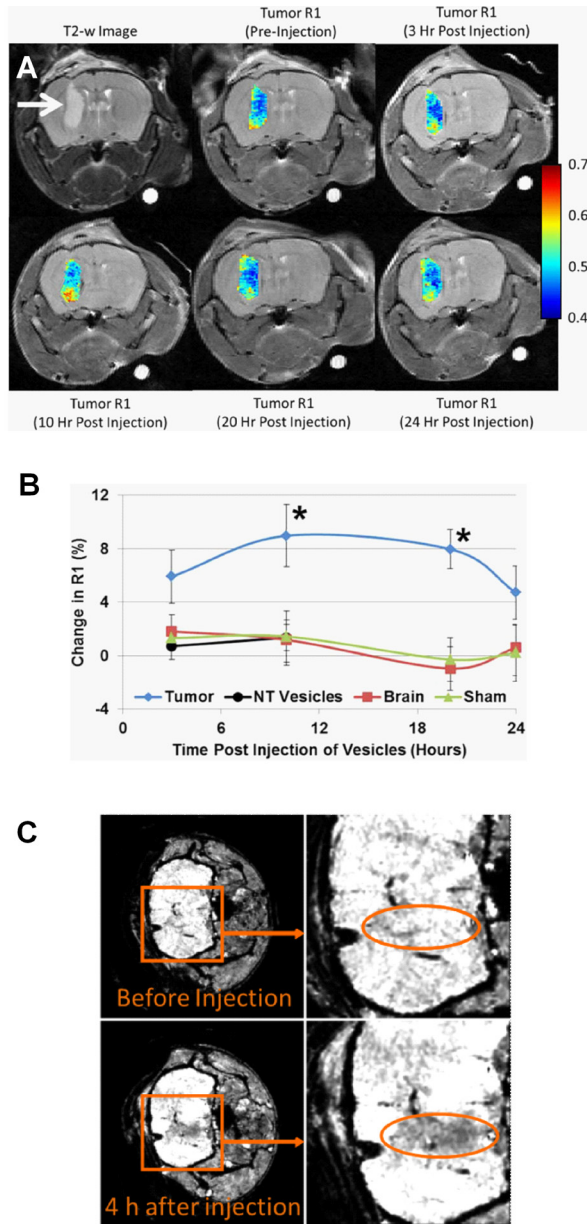 T2-w Image
Tumor R1
(Pre-Injection)
Tumor R1
(3 Hr Post Injection)
A
0.7
0.6
0.5
0.4
Tumor R1
(10 Hr Post Injection)
Tumor R1
(20 Hr Post Injection)
Tumor R1
(24 Hr Post Injection)
B
12
8
4
0
-4
Change in R1 (%)
*
*
Tumor
NT Vesicles
Brain
Sham
0
6
12
18
24
Time Post Injection of Vesicles (Hours)
C
Before Injection
4 h after injection